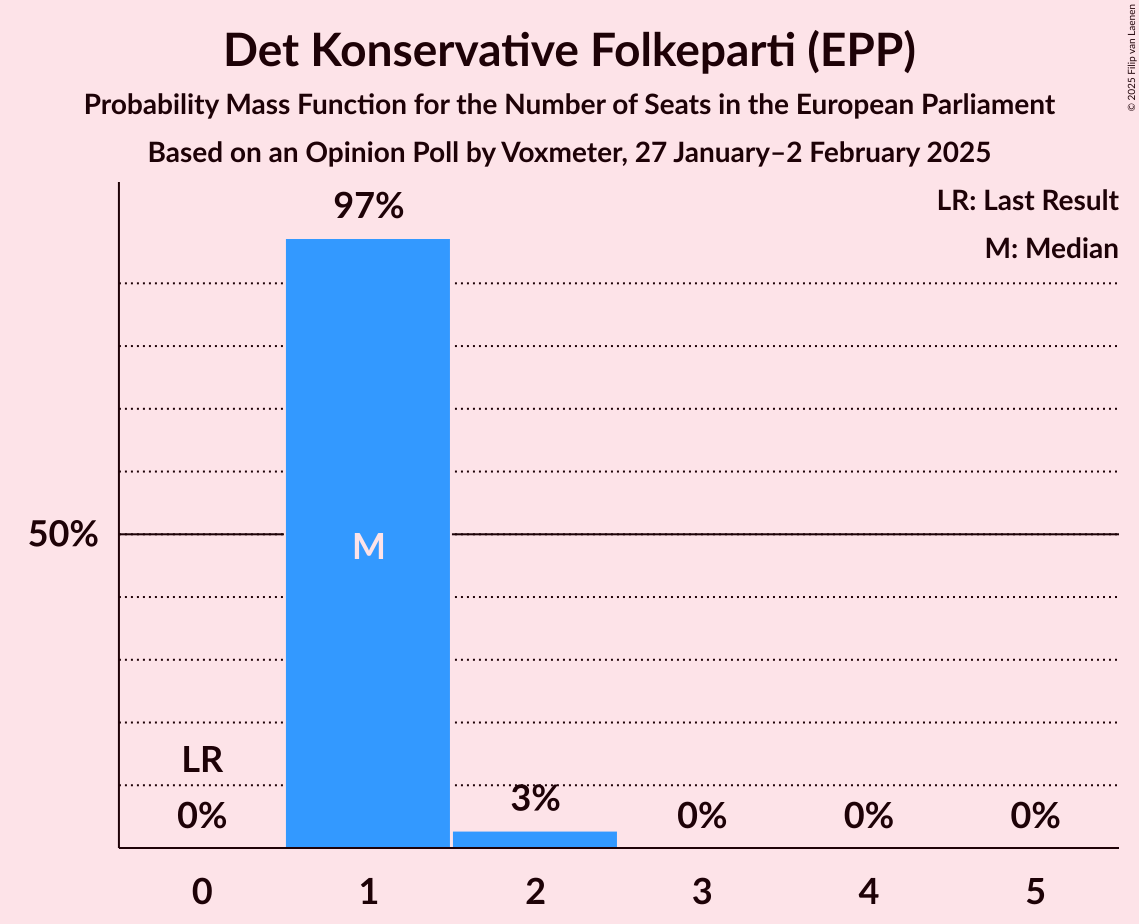 Det Konservative Folkeparti (EPP)
Probability Mass Function for the Number of Seats in the European Parliament
Based on an Opinion Poll by Voxmeter, 27 January–2 February 2025
© 2025 Filip van Laenen
LR: Last Result
M: Median
97%
50%
M
LR
0%
3%
0%
0%
0%
0
1
2
3
4
5